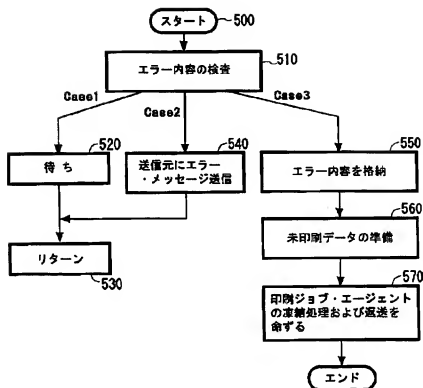 スタート
500
エラー内容の検査
510
Case1
Case2
Case3
520
待 ち
540
送信元にエラー
・メッセージ送信
550
エラー内容を格納
リターン
530
560
未印刷データの準備
570
印刷ジョブ・エージェント
の凍結処理および返送を
命ずる
エンド